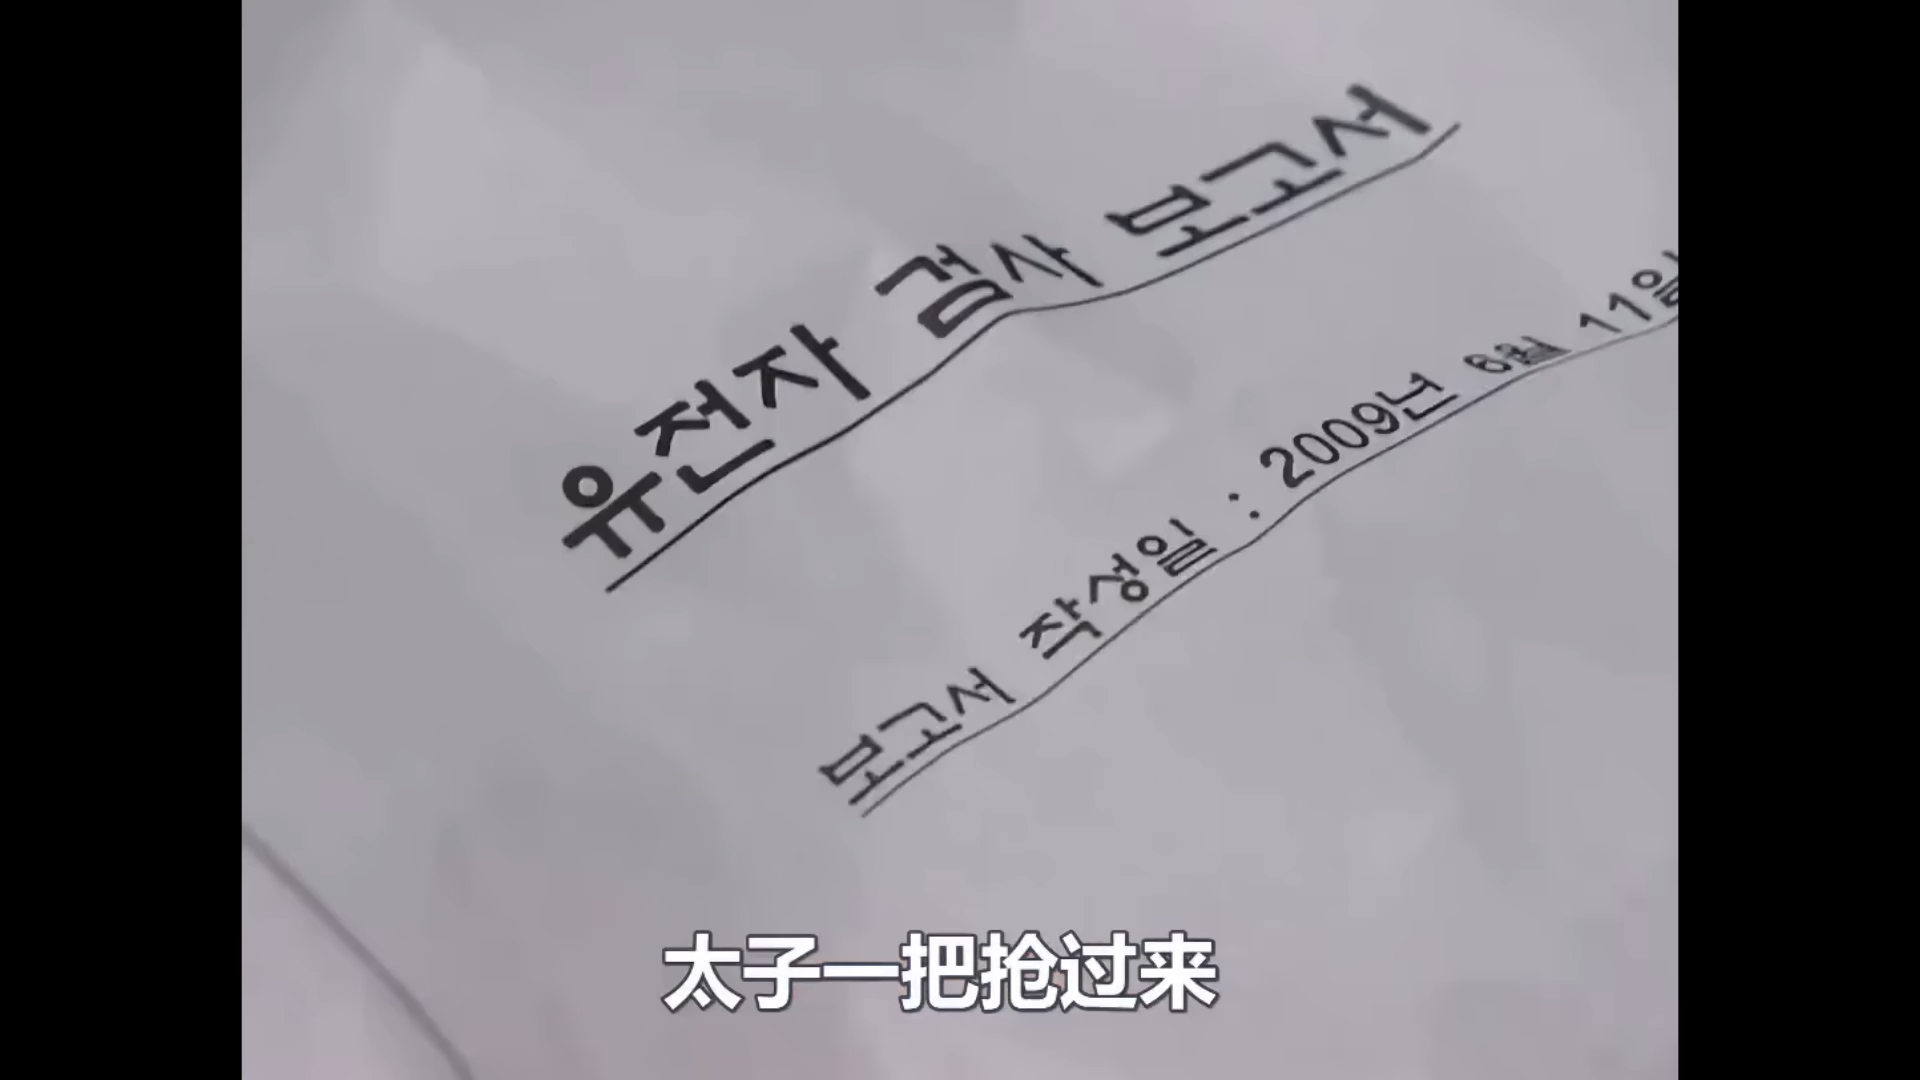 유전자 검사 보고서
보고서 작성일 : 2009년 6월 11일
太子一把抢过来